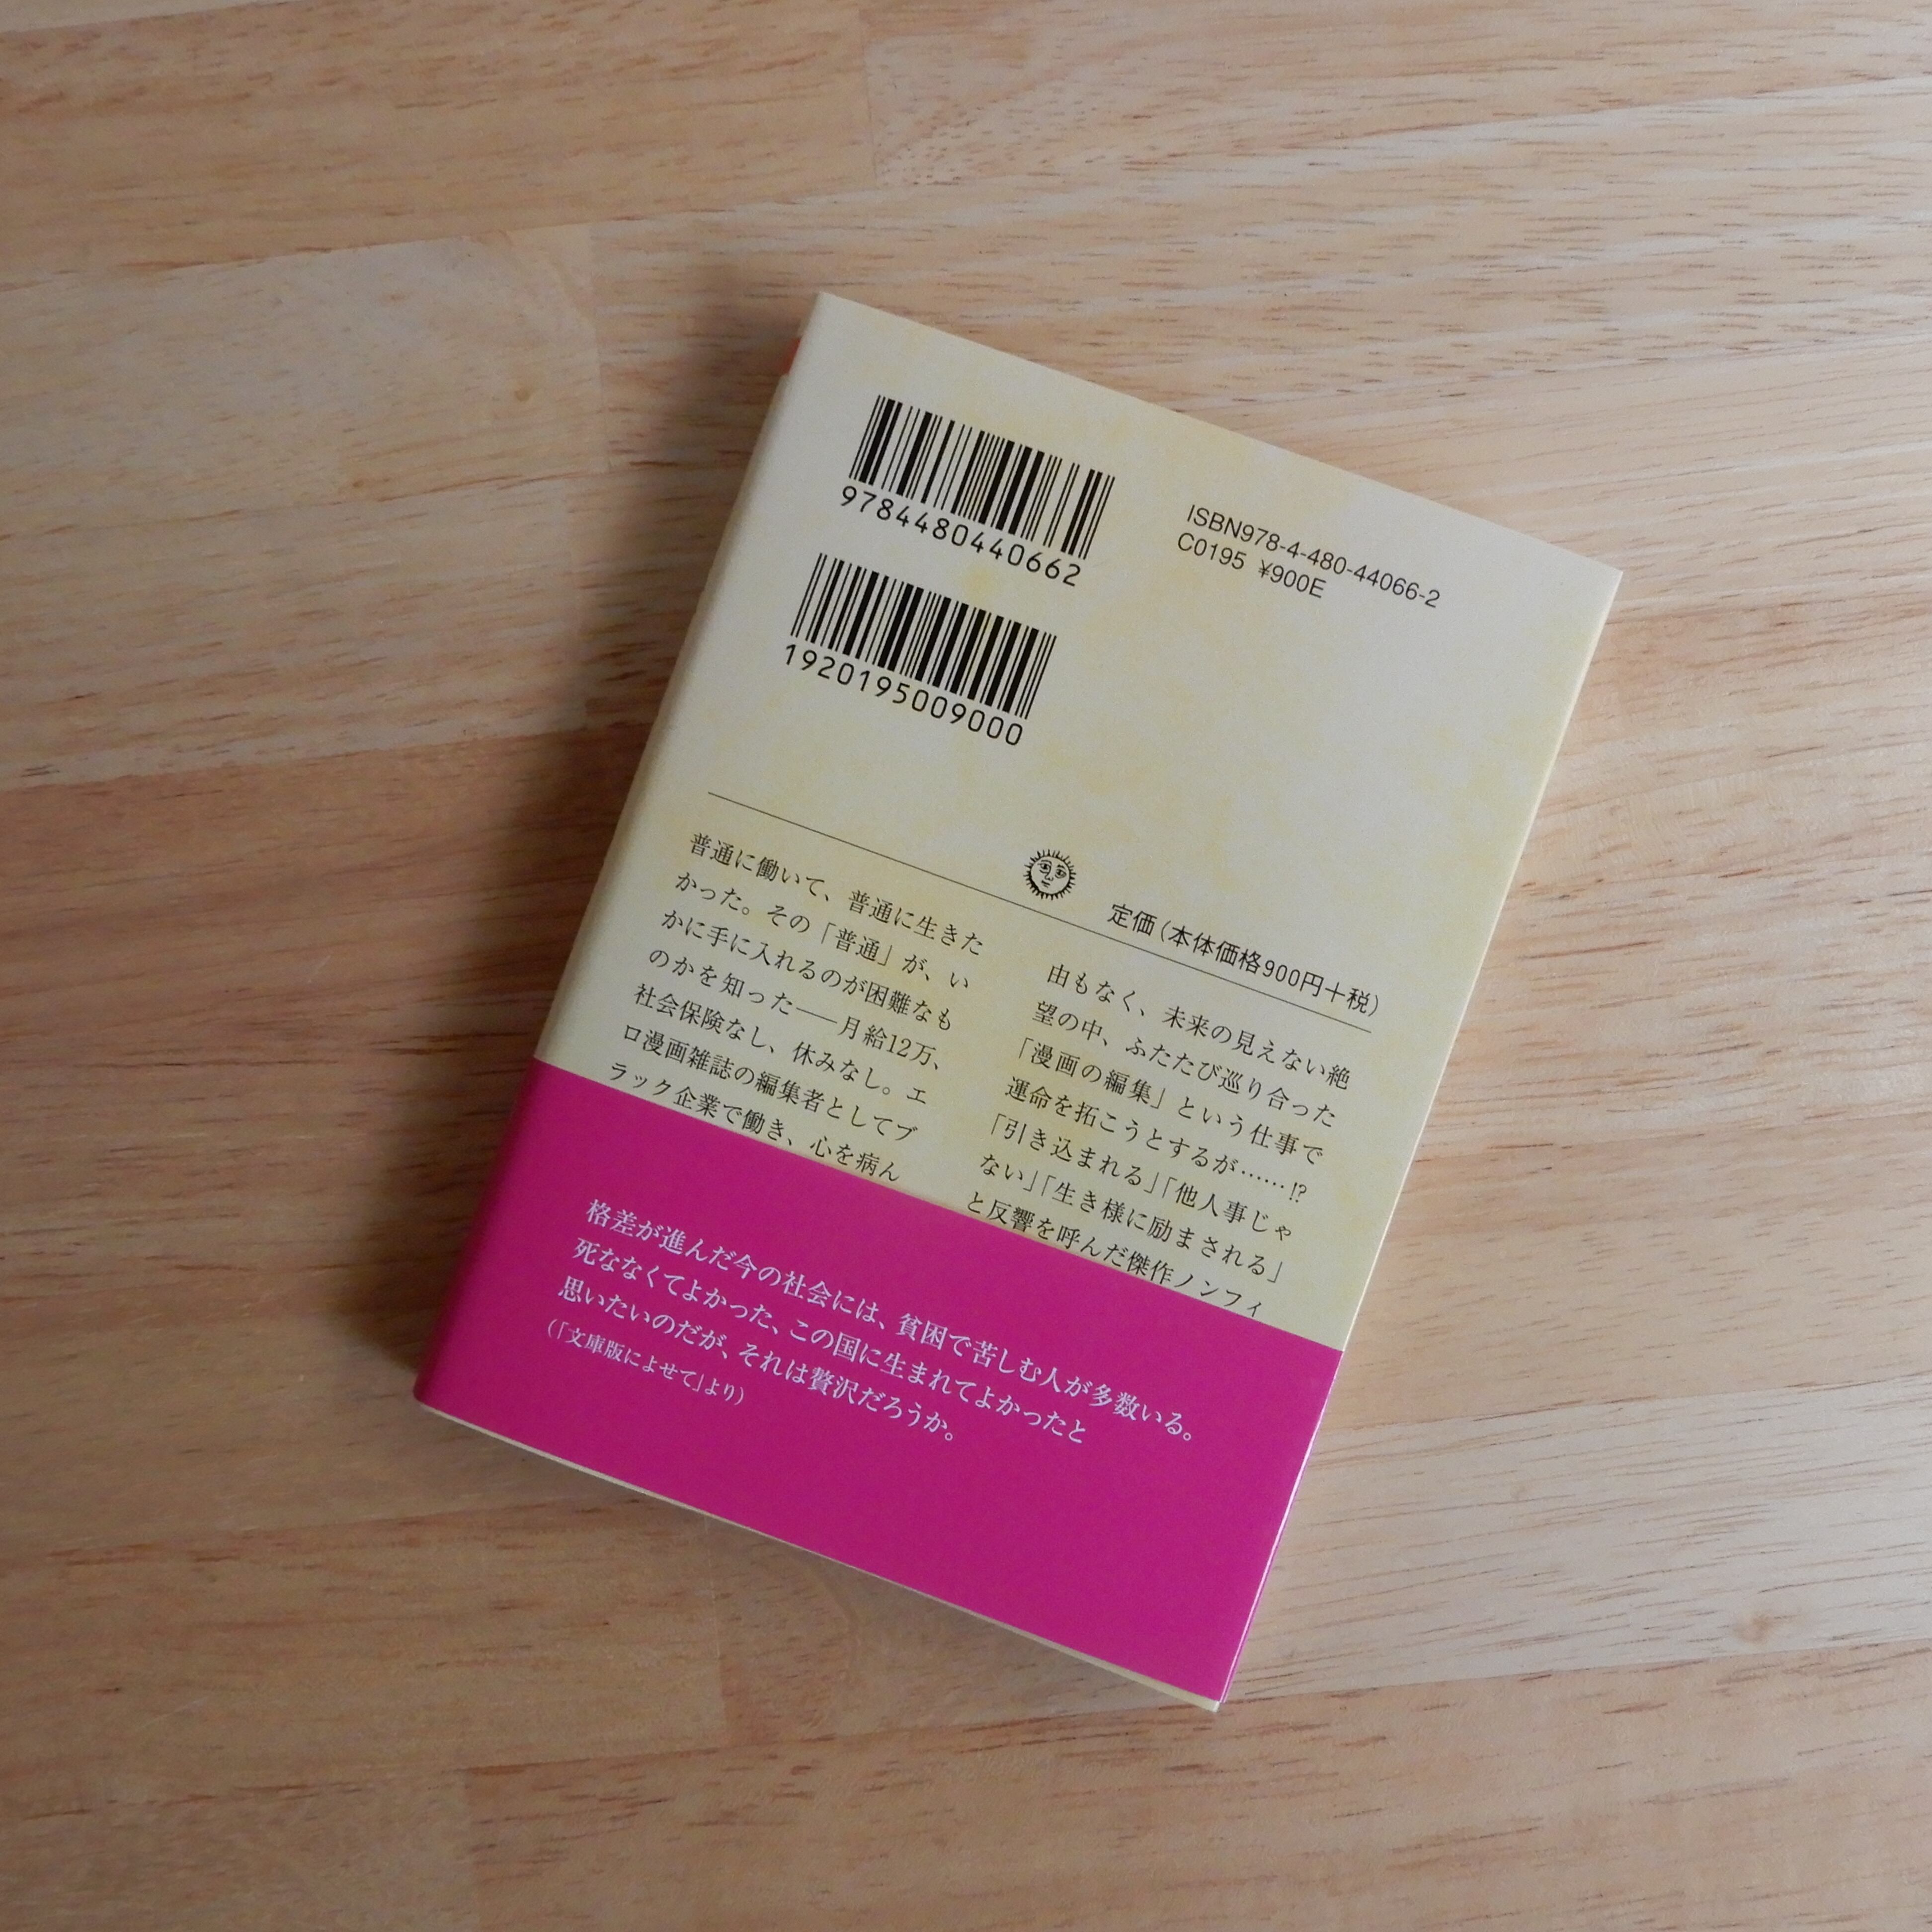 9784480440662
1920195009000
ISBN978-4-480-44066-2
C0195 ¥900E
定価(本体価格900円+税)
普通に働いて、普通に生きた
かった。その「普通」が、い
かに手に入れるのが困難なも
のかを知った――月給12万、
社会保険なし、休みなし。エ
ロ漫画雑誌の編集者としてブ
ラック企業で働き、心を病ん
由もなく、未来の見えない絶
望の中、ふたたび巡り合った
「漫画の編集」という仕事で
運命を拓こうとするが……!?
「引き込まれる」「他人事じゃ
ない」「生き様に励まされる」
と反響を呼んだ傑作ノンフィ
格差が進んだ今の社会には、貧困で苦しむ人が多数いる。
死ななくてよかった、この国に生まれてよかったと
思いたいのだが、それは贅沢だろうか。
(「文庫版によせて」より)